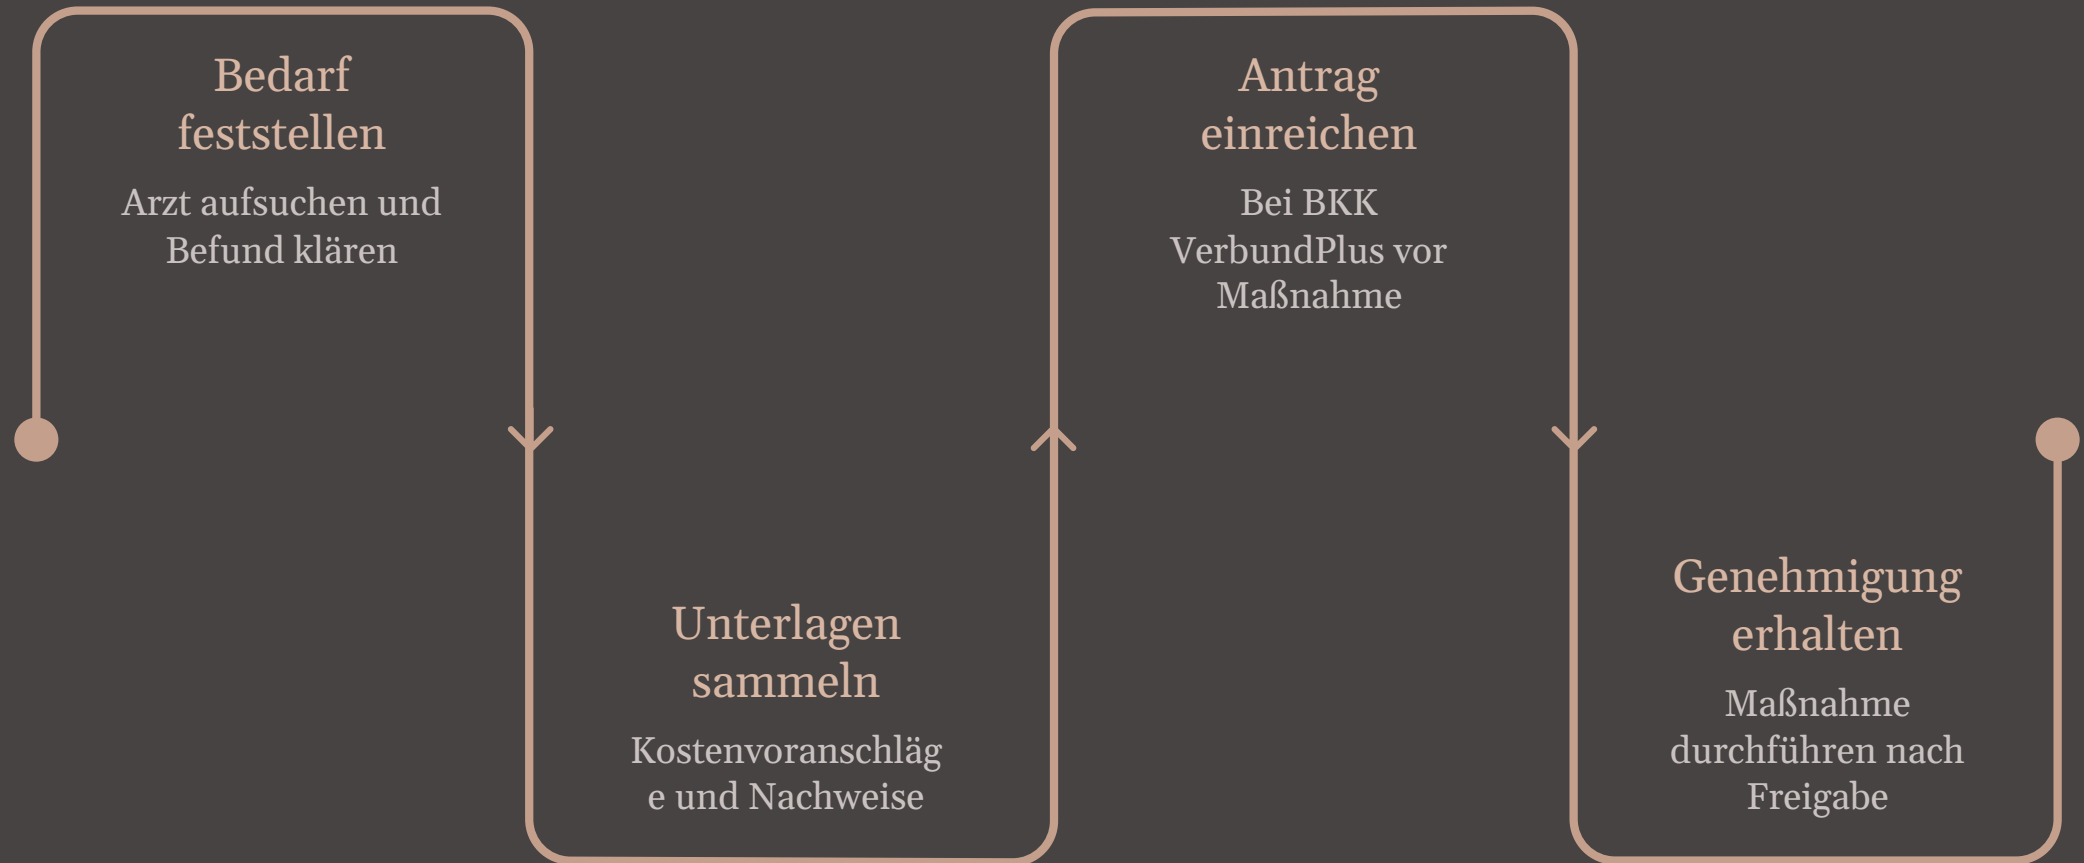 Bedarf
feststellen
Arzt aufsuchen und
Befund klären
Unterlagen
sammeln
Kostenvoranschläg
e und Nachweise
Antrag
einreichen
Bei BKK
VerbundPlus vor
Maßnahme
Genehmigung
erhalten
Maßnahme
durchführen nach
Freigabe